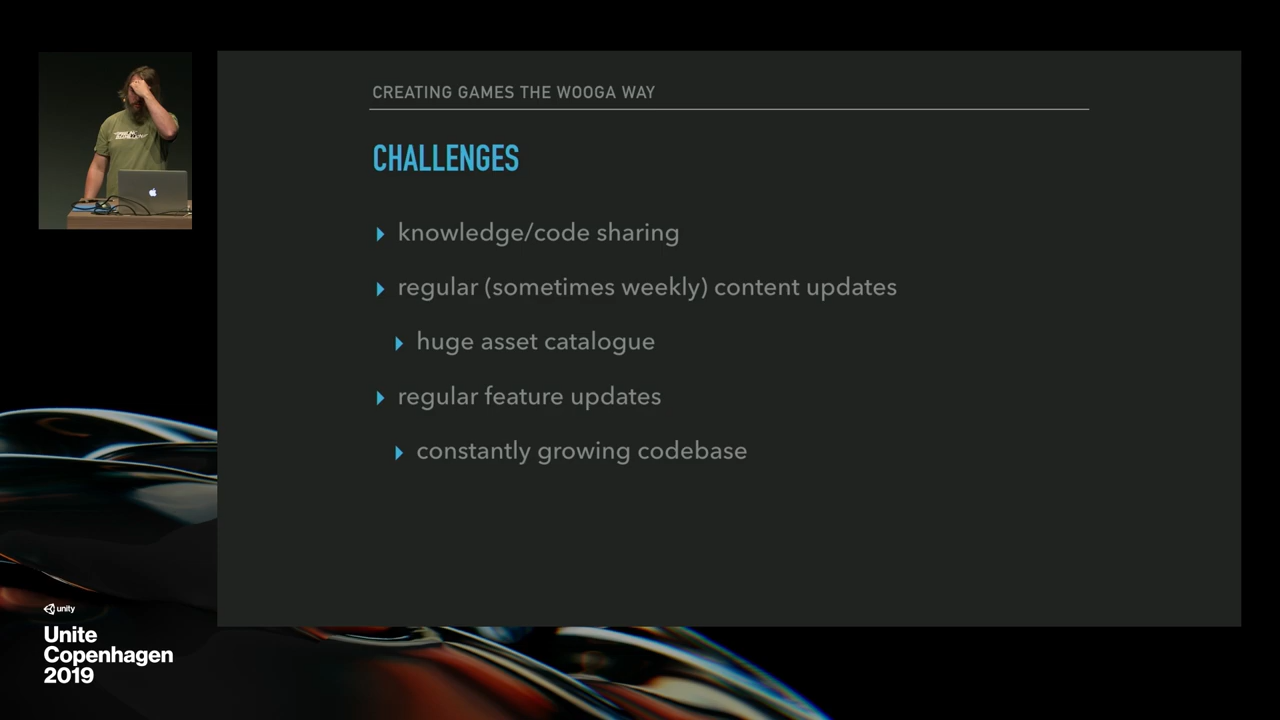 CREATING GAMES THE WOOGA WAY
CHALLENGES
knowledge/code sharing
regular (sometimes weekly) content updates
huge asset catalogue
regular feature updates
constantly growing codebase
unity
Unite
Copenhagen
2019